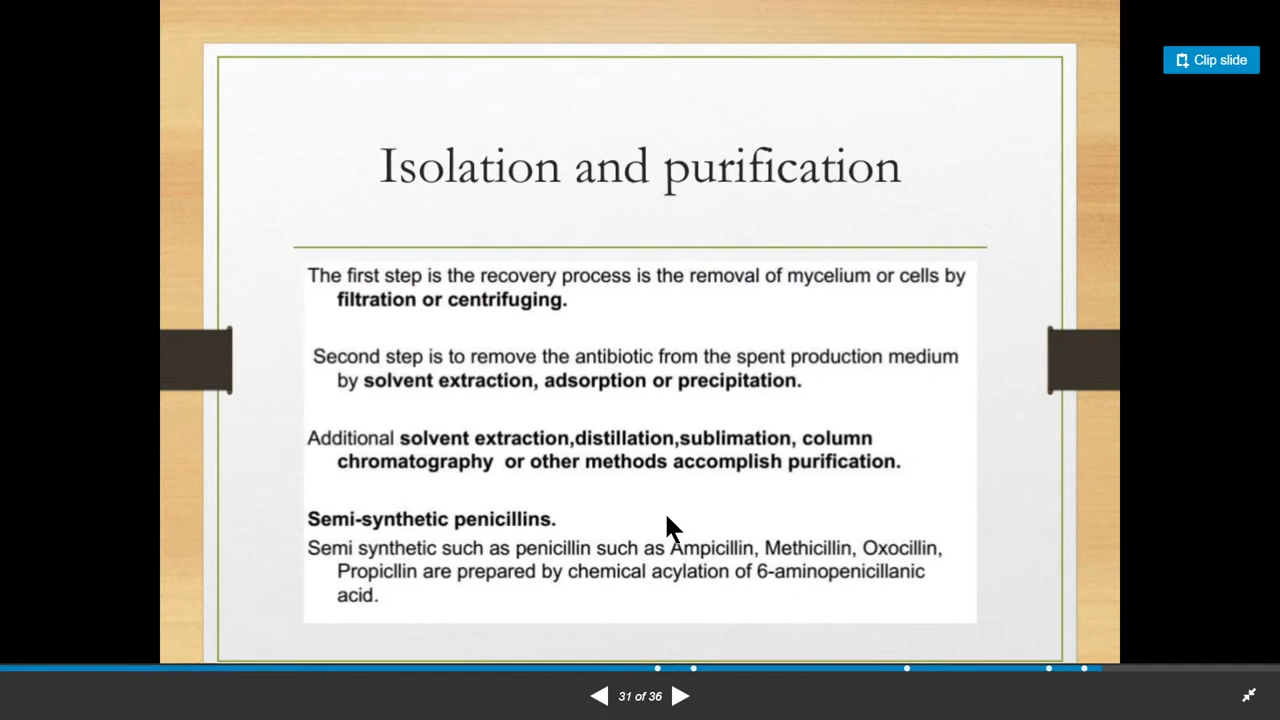 Clip slide
Isolation and purification
The first step is the recovery process is the removal of mycelium or cells by
filtration or centrifuging.
Second step is to remove the antibiotic from the spent production medium
by solvent extraction, adsorption or precipitation.
Additional solvent extraction,distillation,sublimation, column
chromatography or other methods accomplish purification.
Semi-synthetic penicillins.
Semi synthetic such as penicillin such as Ampicillin, Methicillin, Oxocillin,
Propicllin are prepared by chemical acylation of 6-aminopenicillanic
acid.
31 of 36